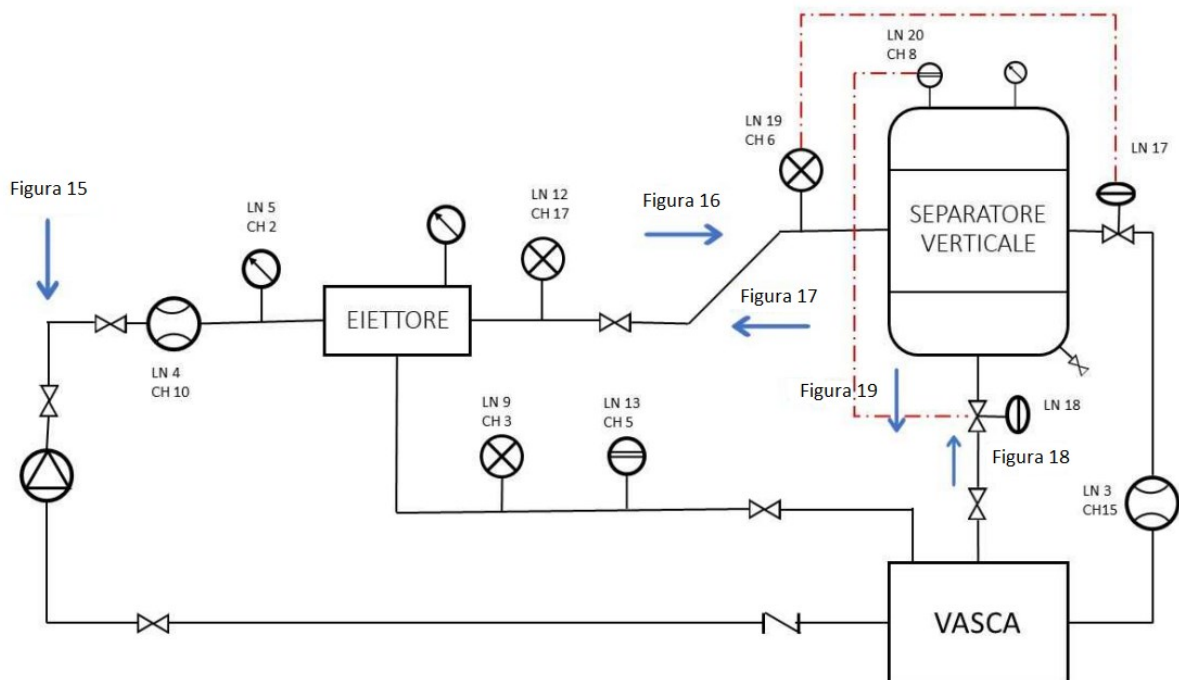 LN 20
CH 8
LN 19
CH 6
LN 17
Figura 15
LN 5
CH 2
LN 12
CH 17
Figura 16
SEPARATORE
VERTICALE
EIETTORE
Figura 17
LN 4
CH 10
Figura 19
LN 18
LN 9
CH 3
LN 13
CH 5
Figura 18
LN 3
CH15
VASCA